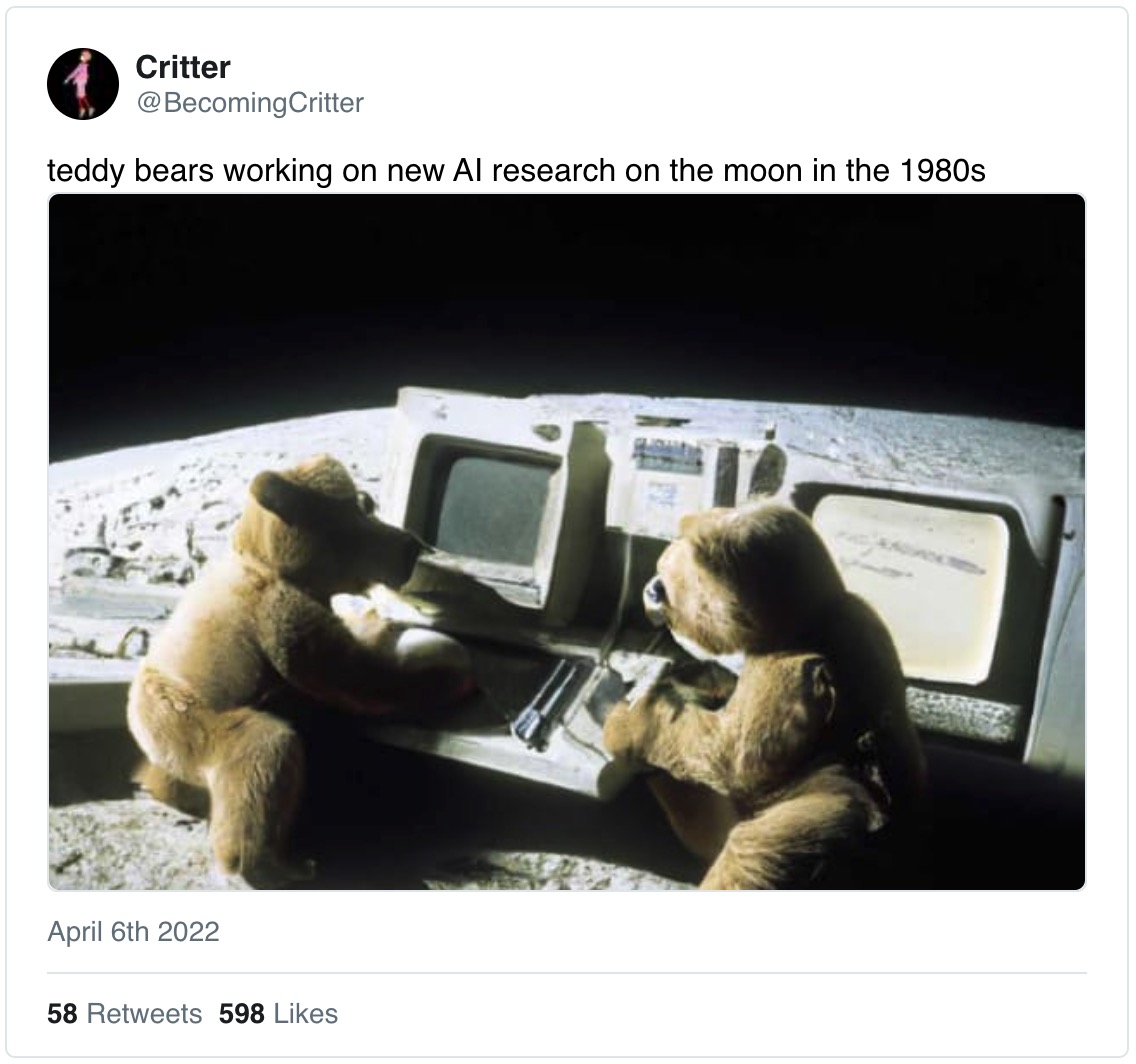 Critter
@BecomingCritter
teddy bears working on new AI research on the moon in the 1980s
April 6th 2022
58 Retweets 598 Likes